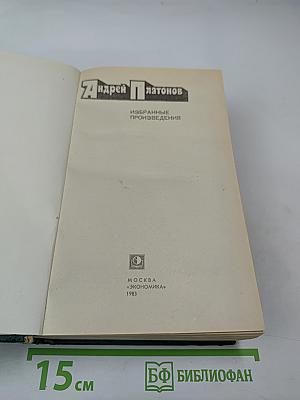 Андрей Платонов
ИЗБРАННЫЕ
ПРОИЗВЕДЕНИЯ
МОСКВА
«ЭКОНОМИКА»
1983
15 СМ
БФ БИБЛИОФАН